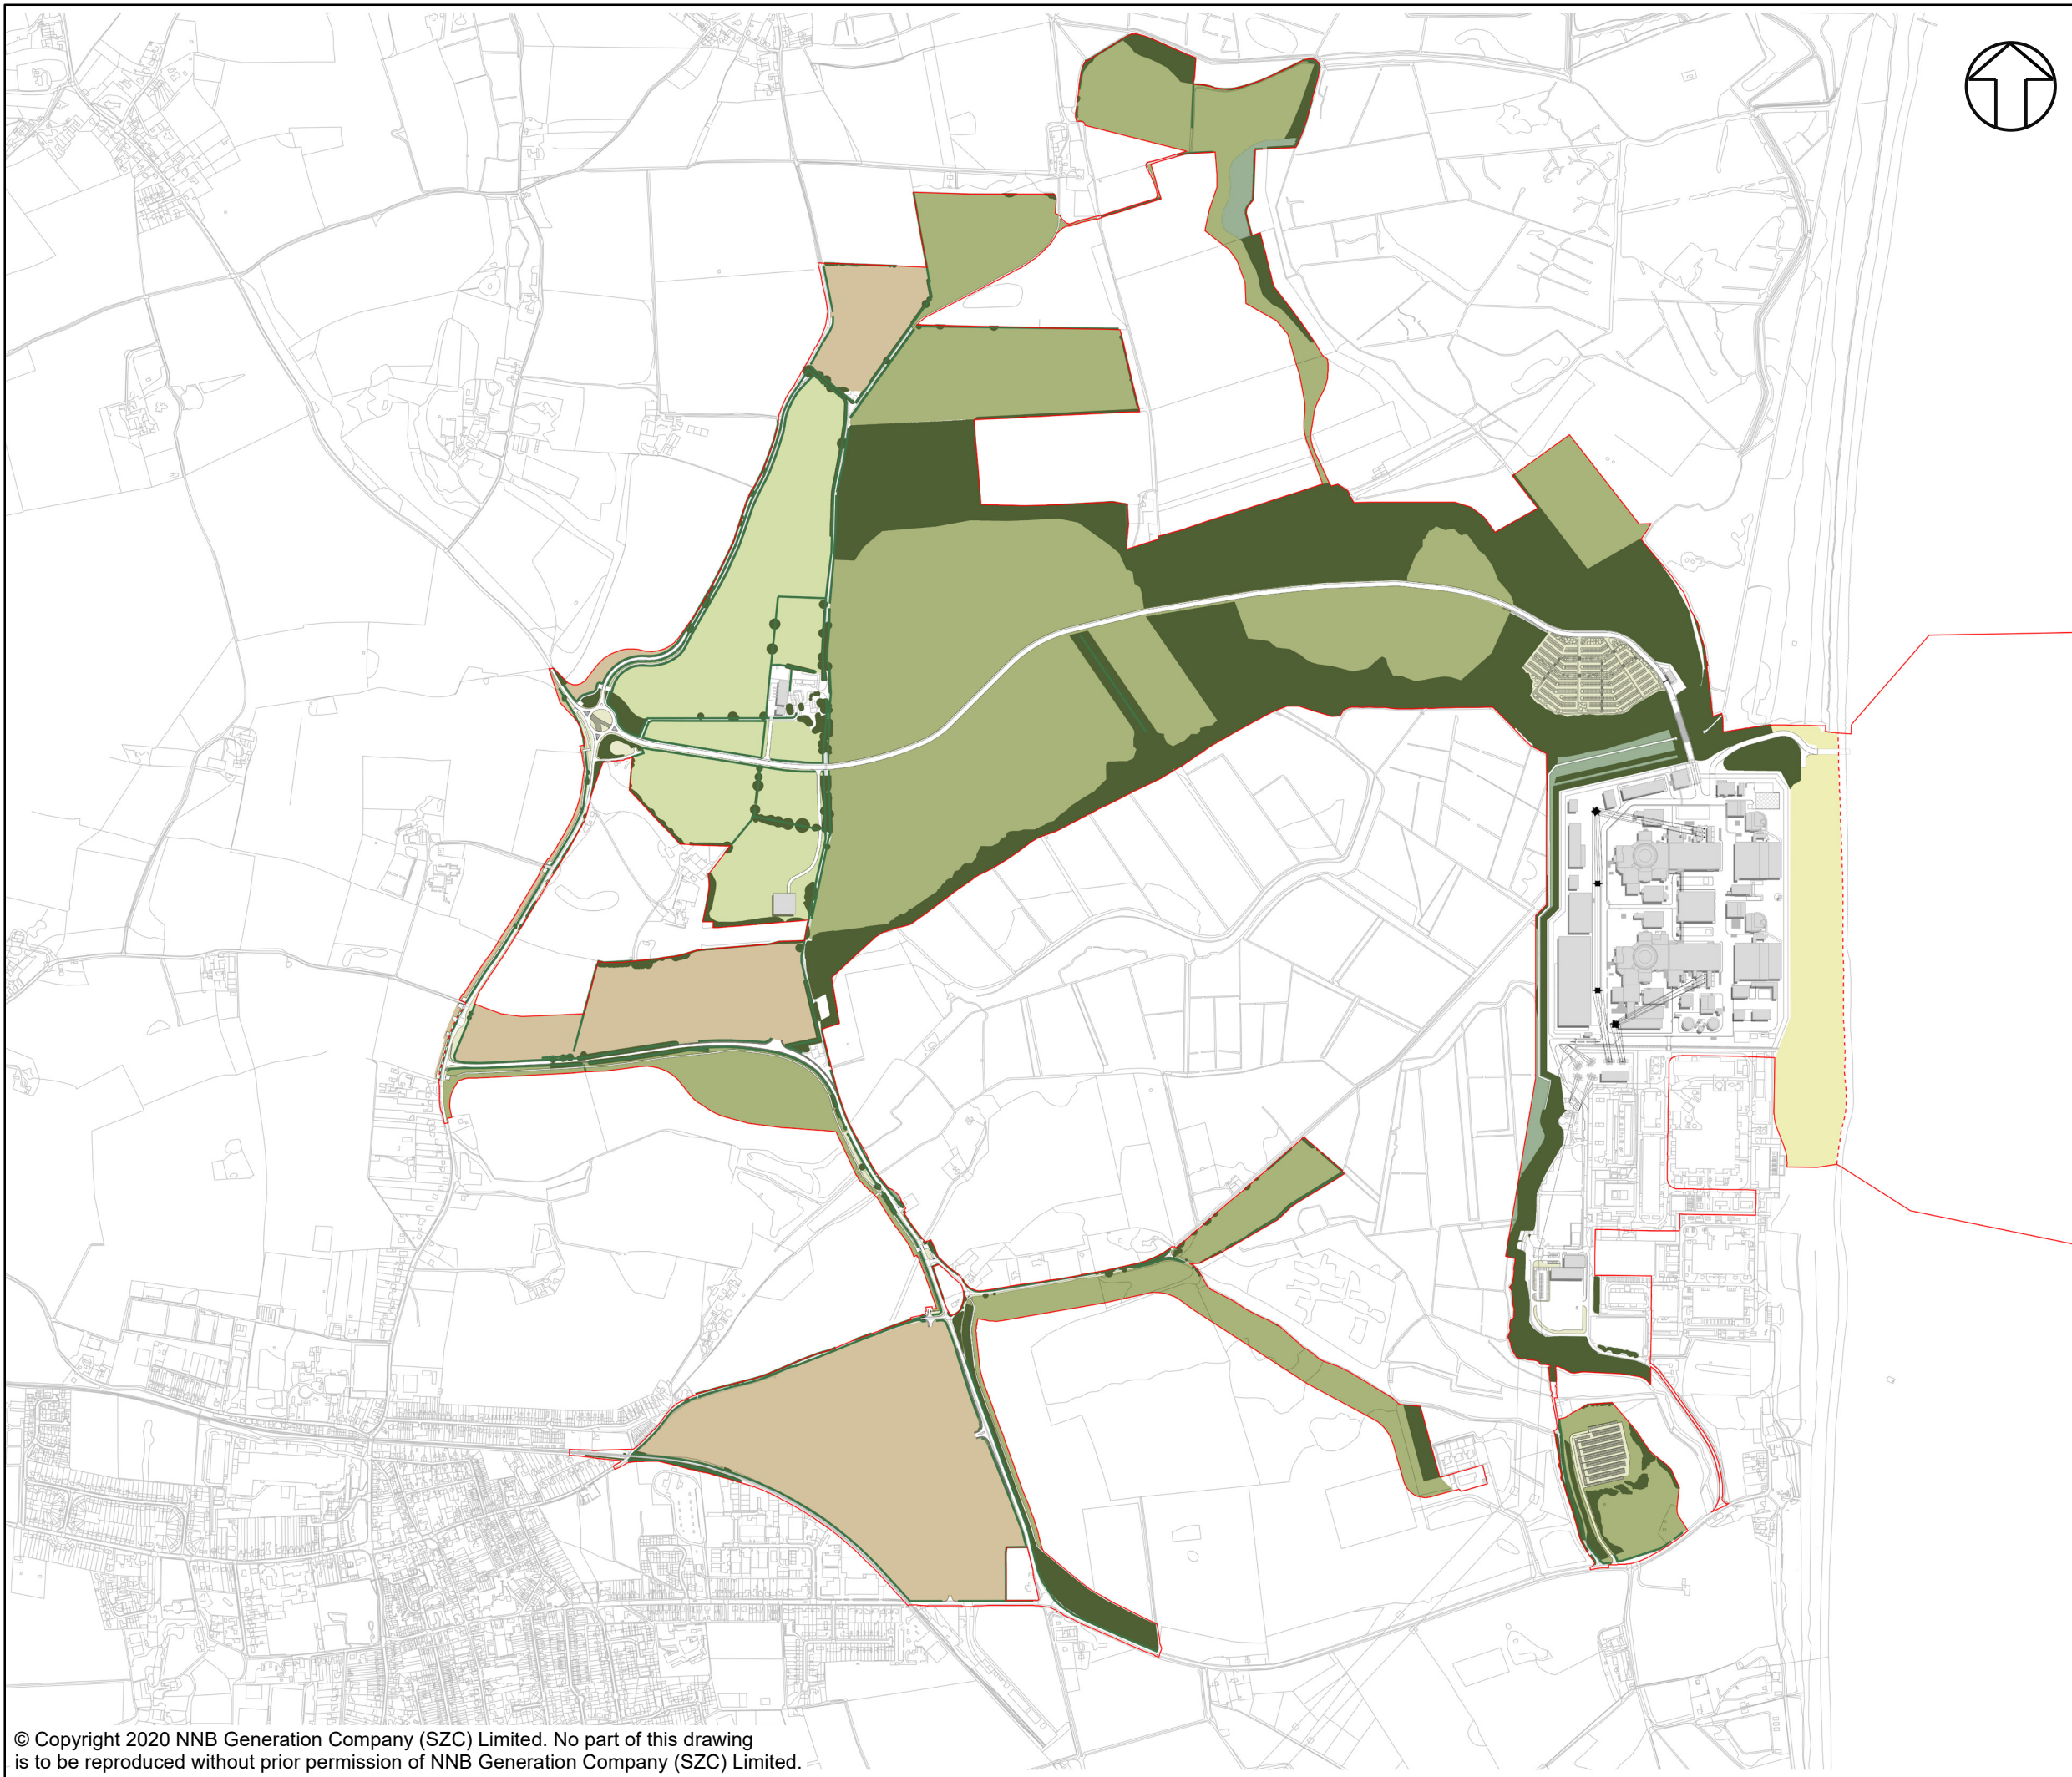 © Copyright 2020 NNB Generation Company (SZC) Limited. No part of this drawing
is to be reproduced without prior permission of NNB Generation Company (SZC) Limited.